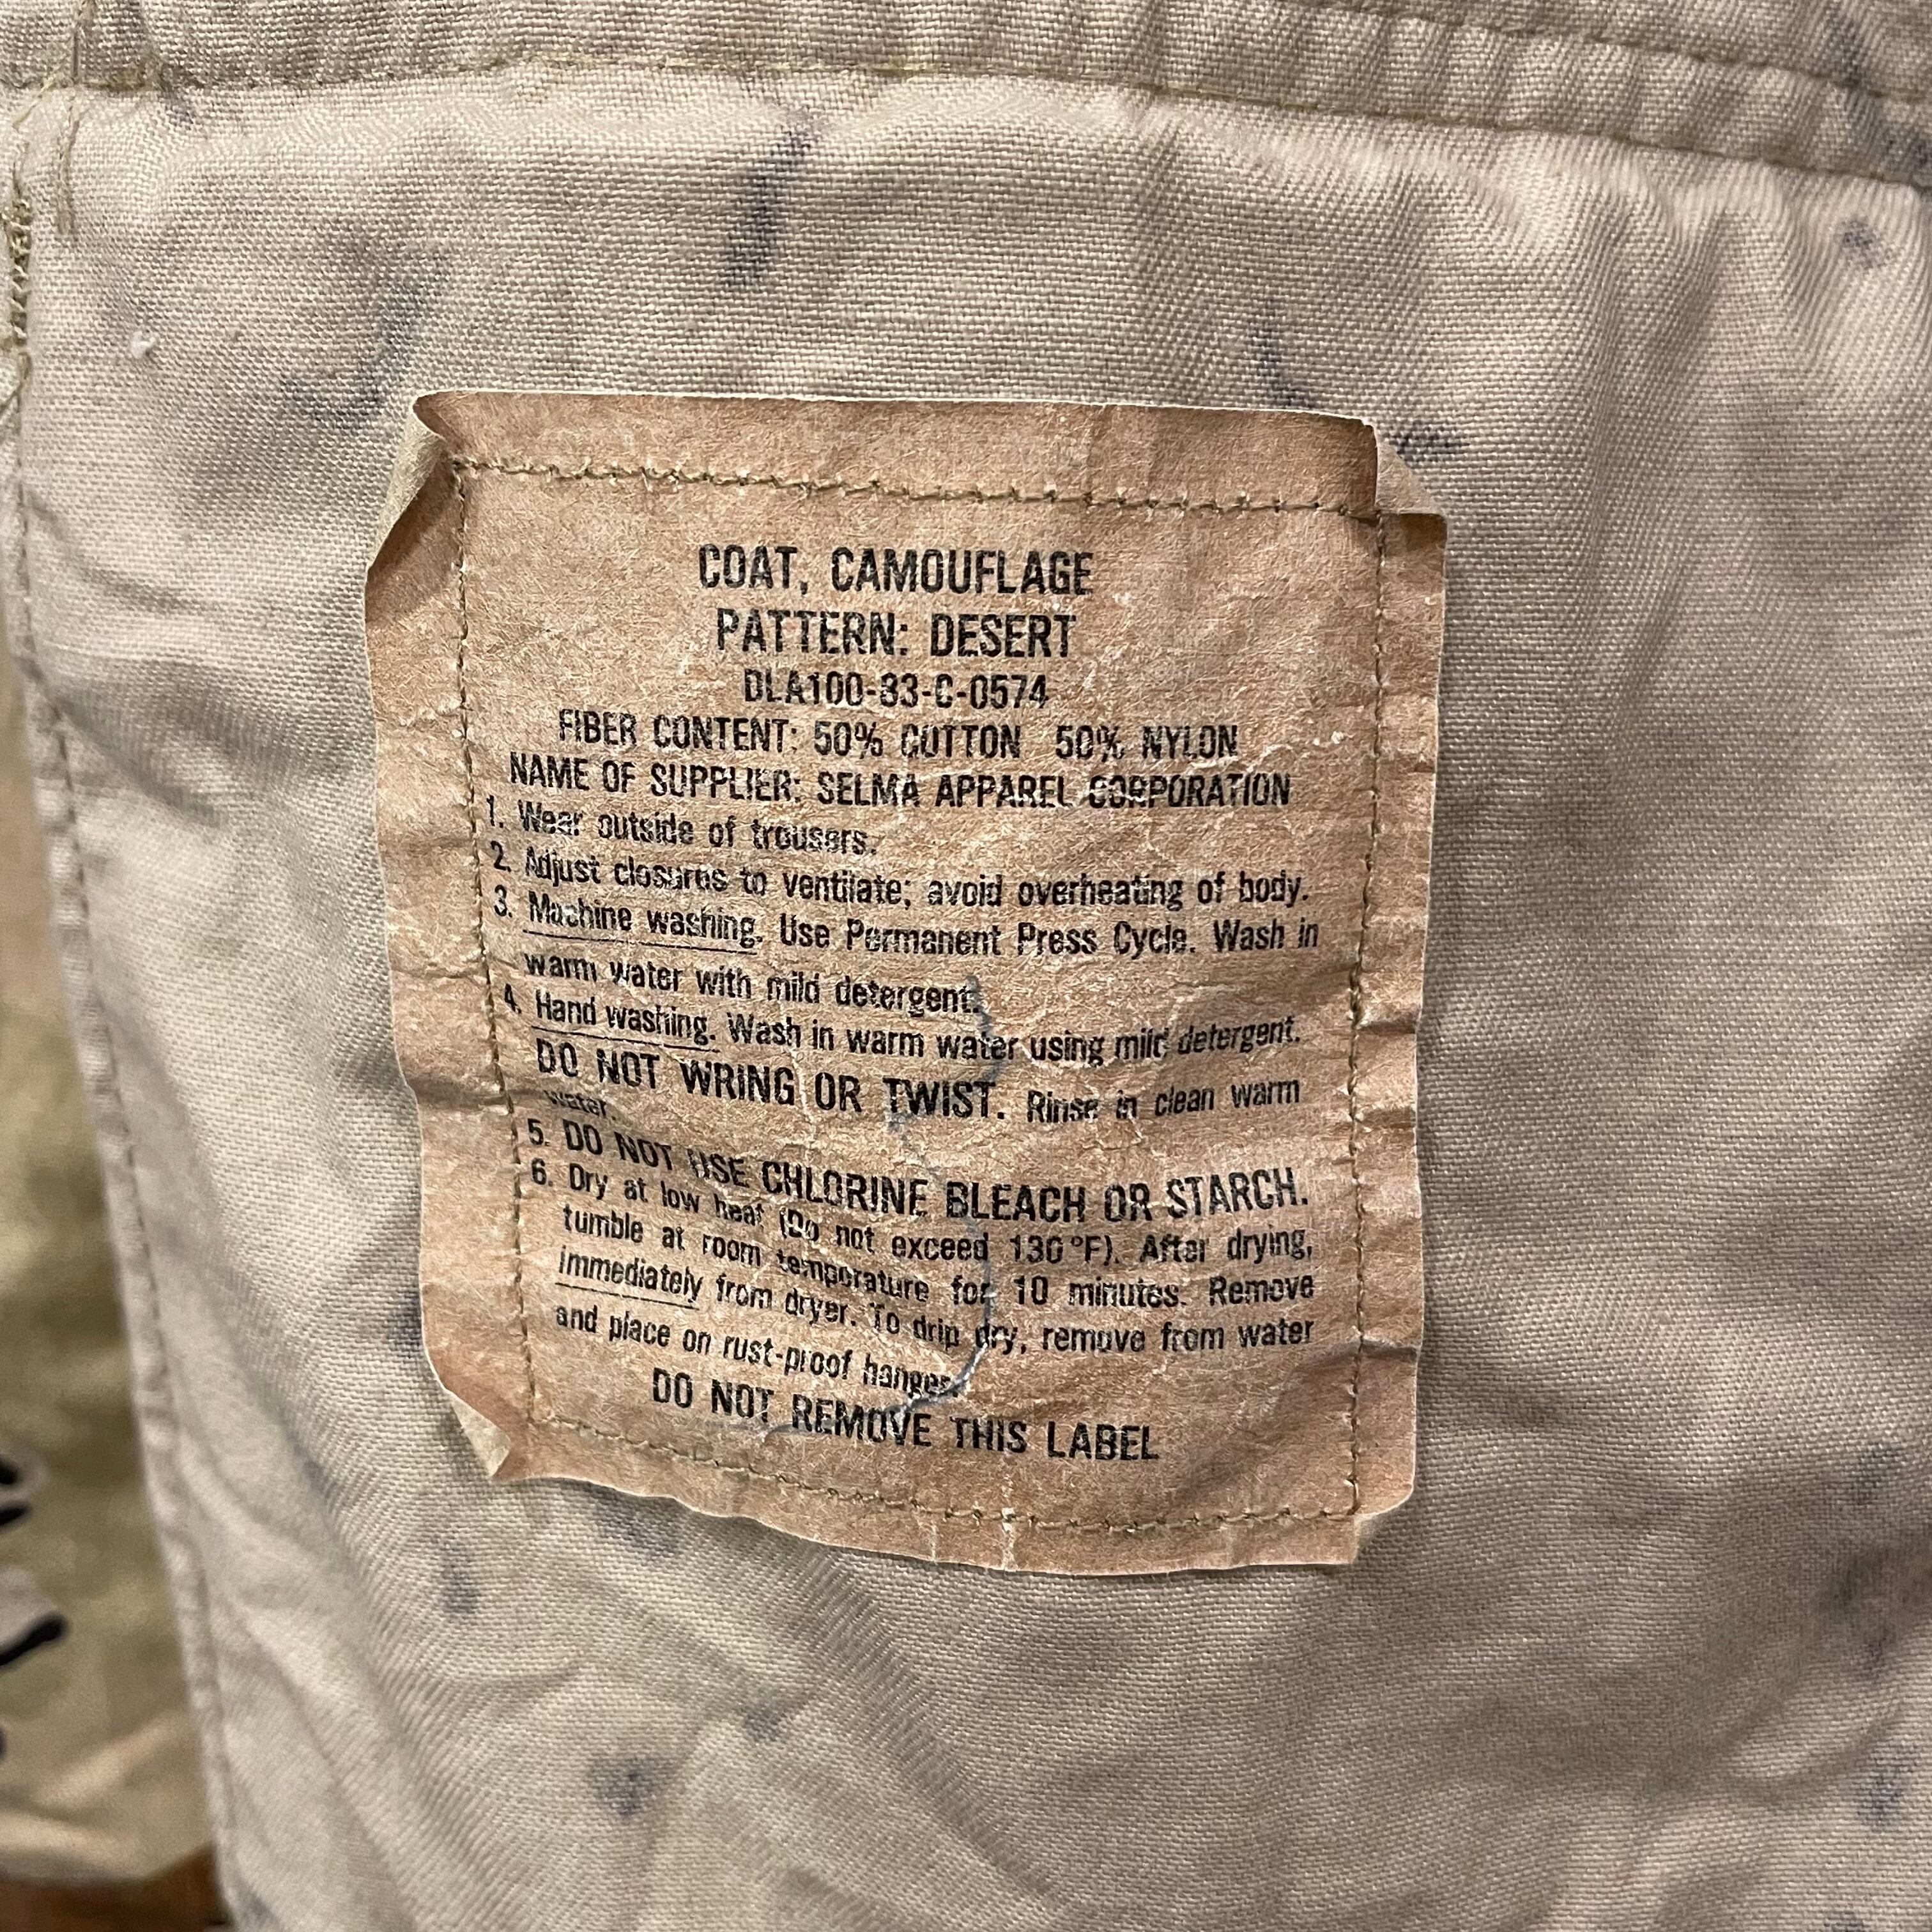 COAT, CAMOUFLAGE
PATTERN: DESERT
DLA100-83-C-0574
FIBER CONTENT: 50% COTTON 50% NYLON
NAME OF SUPPLIER: SELMA APPAREL CORPORATION
1. Wear outside of trousers.
2. Adjust closures to ventilate; avoid overheating of body.
3. Machine washing. Use Permanent Press Cycle. Wash in
warm water with mild detergent.
4. Hand washing. Wash in warm water using mild detergent.
DO NOT WRING OR TWIST. Rinse in clean warm
water.
5. DO NOT USE CHLORINE BLEACH OR STARCH.
6. Dry at low heat (Do not exceed 130°F). After drying,
tumble at room temperature for 10 minutes. Remove
immediately from dryer. To drip dry, remove from water
and place on rust-proof hanger.
DO NOT REMOVE THIS LABEL